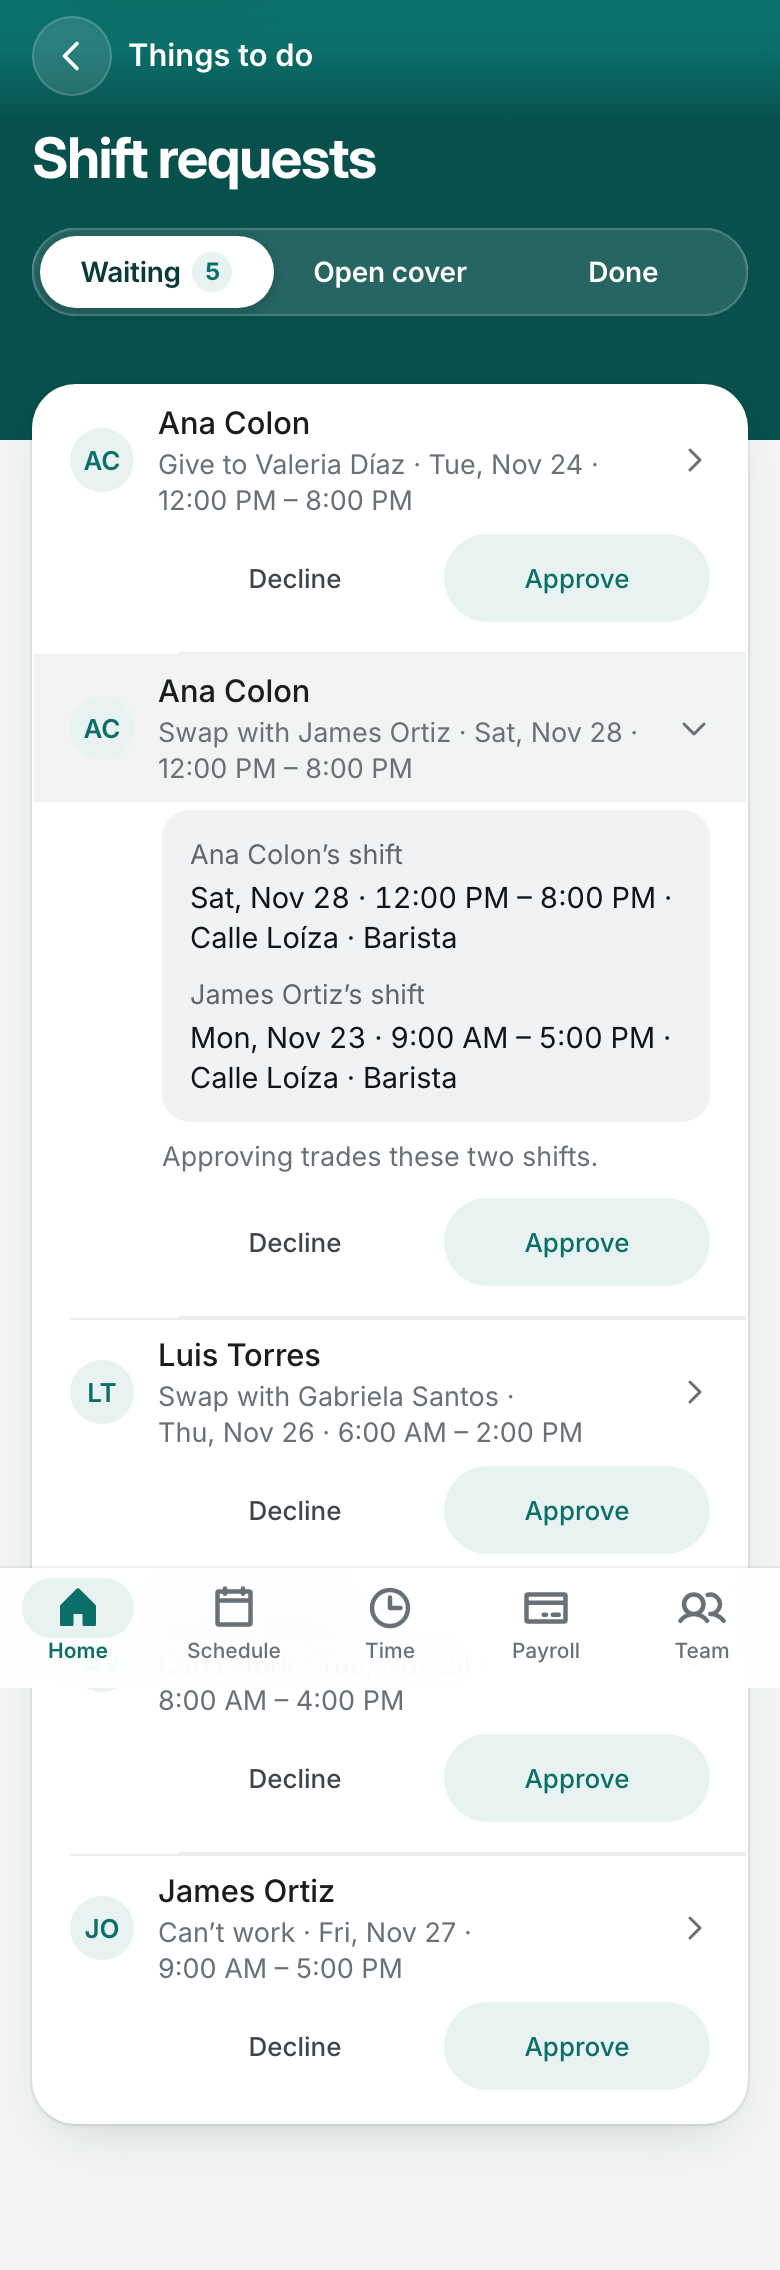 Things to do
Shift requests
Waiting 5
Open cover
Done
AC
Ana Colon
Give to Valeria Díaz · Tue, Nov 24 ·
12:00 PM – 8:00 PM
Decline
Approve
AC
Ana Colon
Swap with James Ortiz · Sat, Nov 28 ·
12:00 PM – 8:00 PM
Ana Colon’s shift
Sat, Nov 28 · 12:00 PM – 8:00 PM ·
Calle Loíza · Barista
James Ortiz’s shift
Mon, Nov 23 · 9:00 AM – 5:00 PM ·
Calle Loíza · Barista
Approving trades these two shifts.
Decline
Approve
LT
Luis Torres
Swap with Gabriela Santos ·
Thu, Nov 26 · 6:00 AM – 2:00 PM
Decline
Approve
Home
Schedule
Time
Payroll
Team
Can’t work · Tue, Nov 24 ·
8:00 AM – 4:00 PM
Decline
Approve
JO
James Ortiz
Can’t work · Fri, Nov 27 ·
9:00 AM – 5:00 PM
Decline
Approve